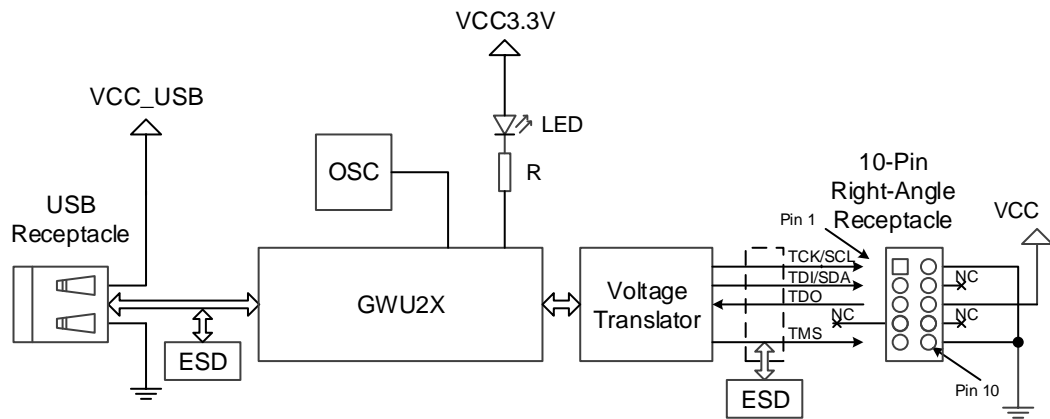 VCC3.3V
VCC_USB
LED
OSC
R
10-Pin
Right-Angle
Receptacle
USB
Receptacle
Pin 1
VCC
GWU2X
Voltage
Translator
TCK/SCL
TDI/SDA
TDO
NC
TMS
NC
NC
ESD
ESD
Pin 10